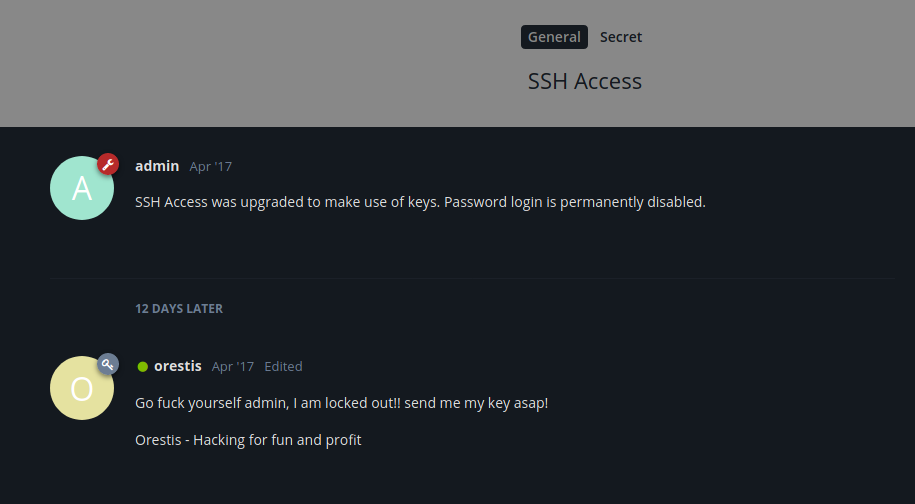 General Secret
SSH Access
A
admin Apr '17
SSH Access was upgraded to make use of keys. Password login is permanently disabled.
12 DAYS LATER
O
orestis Apr '17 Edited
Go fuck yourself admin, I am locked out!! send me my key asap!
Orestis - Hacking for fun and profit